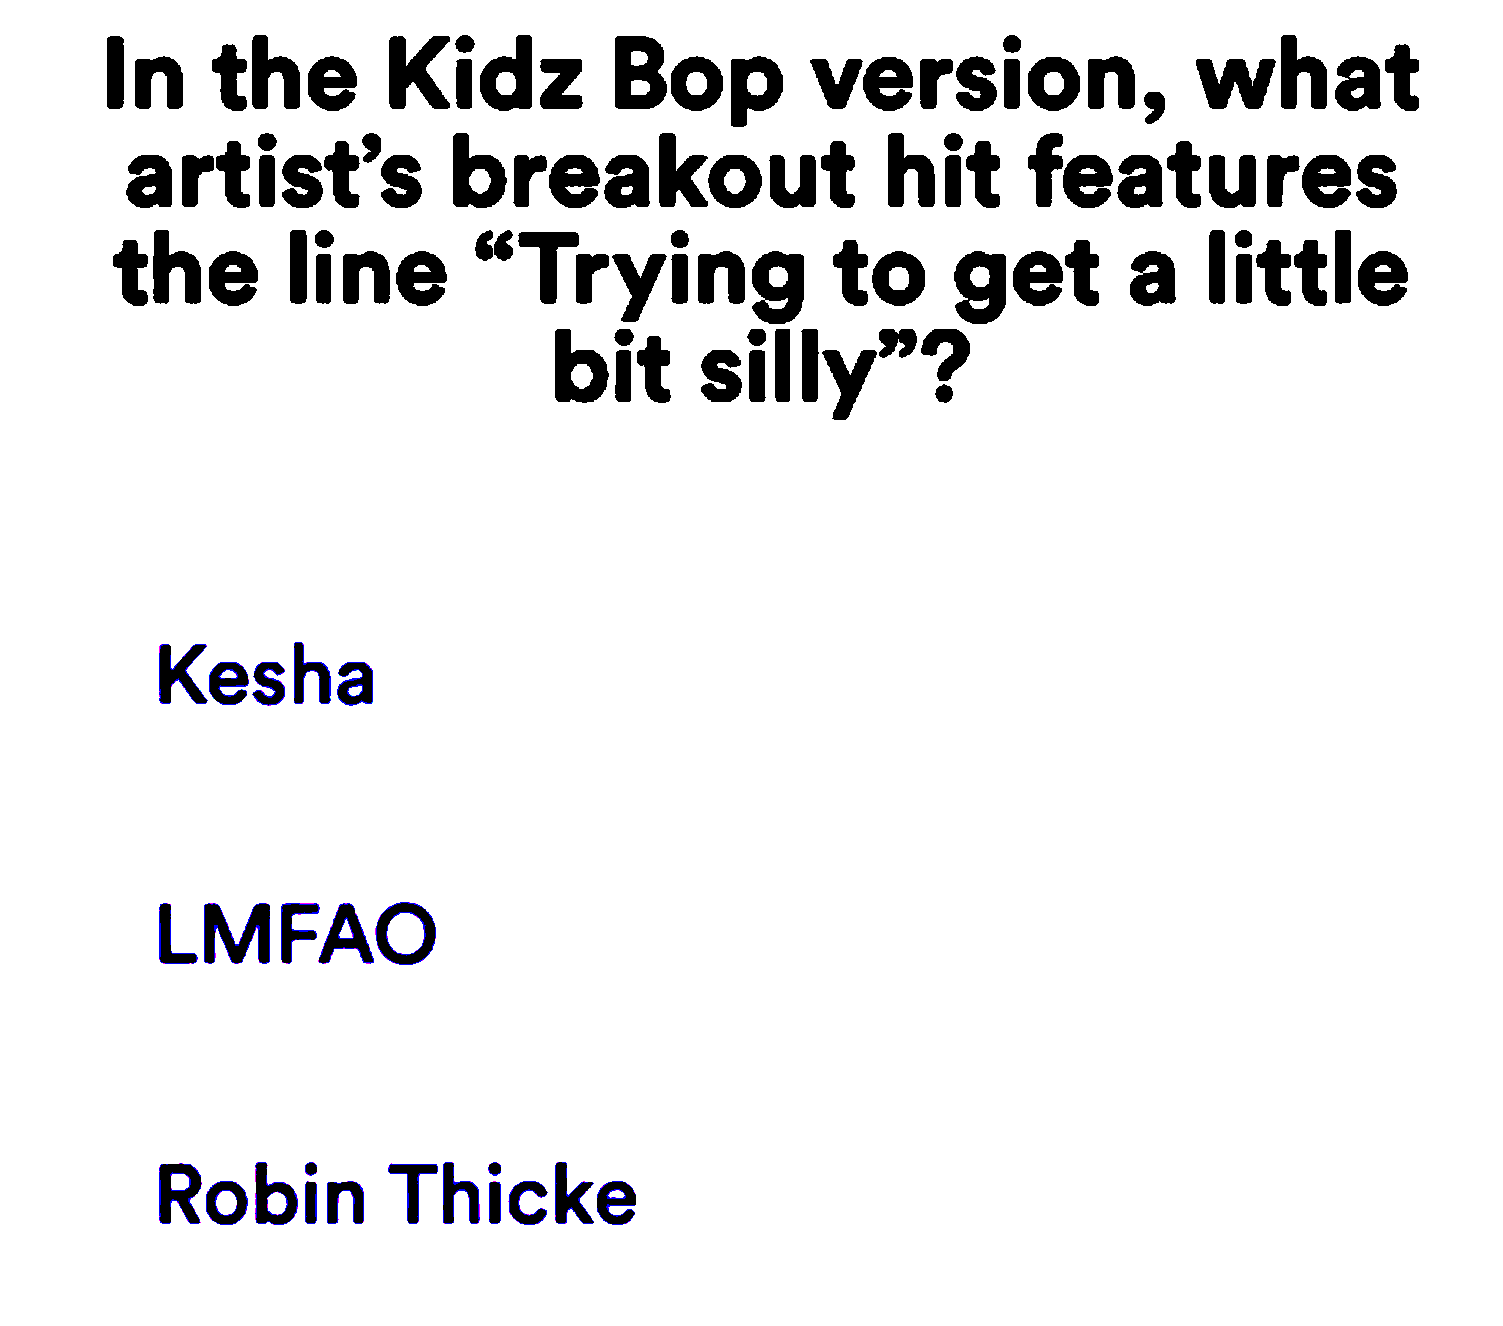 In the Kidz Bop version, what
artist’s breakout hit features
the line “Trying to get a little
bit silly”?
Kesha
LMFAO
Robin Thicke